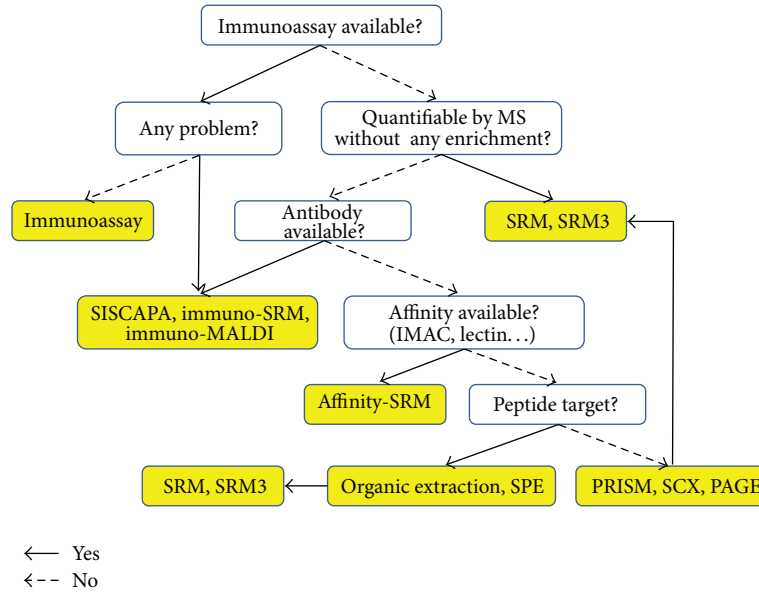 Immunoassay available?
Any problem?
Quantifiable by MS
without any enrichment?
Immunoassay
Antibody
available?
SRM, SRM3
SISCAPA, immuno-SRM,
immuno-MALDI
Affinity available?
(IMAC, lectin…)
Affinity-SRM
Peptide target?
SRM, SRM3
Organic extraction, SPE
PRISM, SCX, PAGE
Yes
No